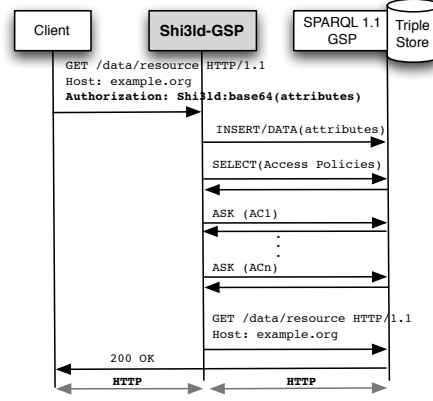 Client
Shi3ld-GSP
SPARQL 1.1
GSP
Triple
Store
GET /data/resource HTTP/1.1
Host: example.org
Authorization: Shi3ld:base64(attributes)
INSERT/DATA(attributes)
SELECT(Access Policies)
ASK (AC1)
ASK (ACn)
GET /data/resource HTTP/1.1
Host: example.org
200 OK
HTTP
HTTP